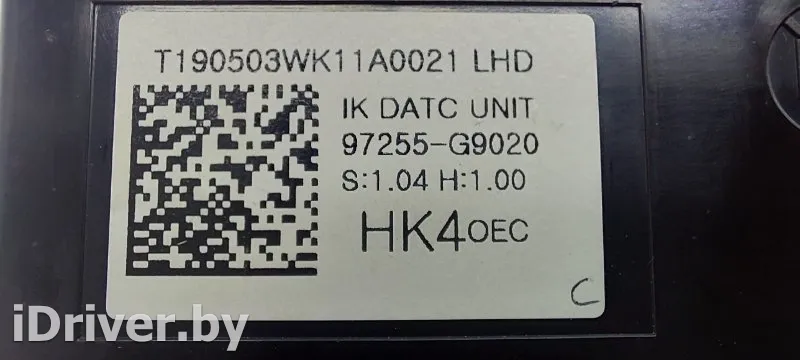 T190503WK11A0021 LHD
IK DATC UNIT
97255-G9020
S:1.04 H:1.00
HK4OEC
C
iDriver.by